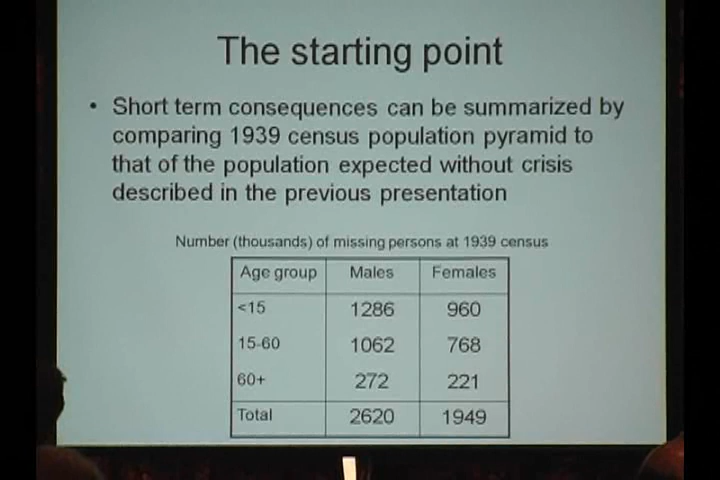 The starting point
• Short term consequences can be summarized by
comparing 1939 census population pyramid to
that of the population expected without crisis
described in the previous presentation
Number (thousands) of missing persons at 1939 census
Age group Males Females
<15 1286 960
15-60 1062 768
60+ 272 221
Total 2620 1949